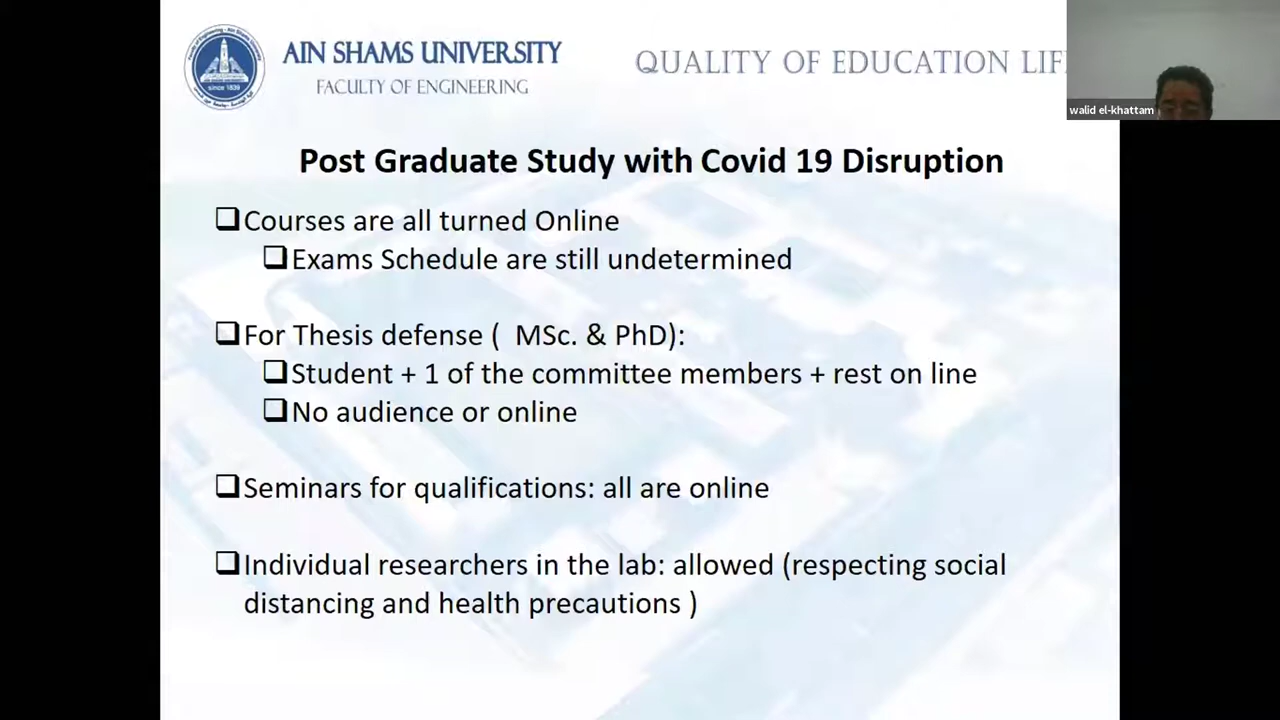 AIN SHAMS UNIVERSITY
FACULTY OF ENGINEERING
QUALITY OF EDUCATION LIF
walid el-khattam
Post Graduate Study with Covid 19 Disruption
Courses are all turned Online
Exams Schedule are still undetermined
For Thesis defense ( MSc. & PhD):
Student + 1 of the committee members + rest on line
No audience or online
Seminars for qualifications: all are online
Individual researchers in the lab: allowed (respecting social
distancing and health precautions )